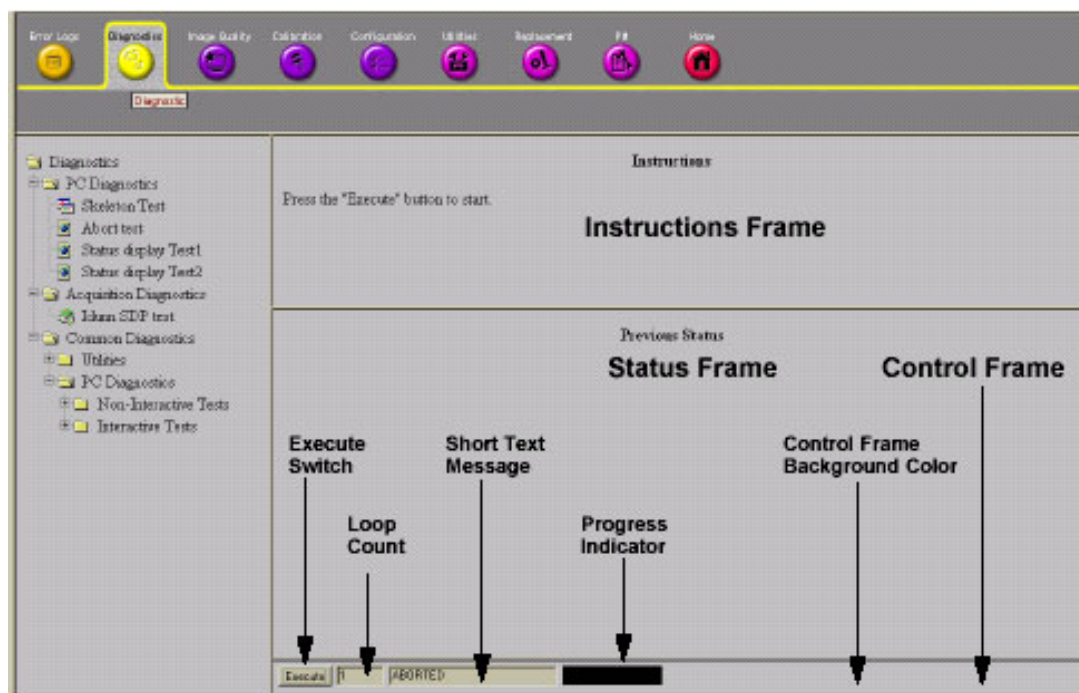 Error Logs Diagnostics Image Quality Calibration Configuration Utilities Replacement PM Home
Diagnostic
Diagnostics
PC Diagnostics
Skeleton Test
Abort test
Status display Test1
Status display Test2
Acquisition Diagnostics
Idunn SDP test
Common Diagnostics
Utilities
PC Diagnostics
Non-Interactive Tests
Interactive Tests
Instructions
Press the "Execute" button to start.
Instructions Frame
Previous Status
Status Frame
Control Frame
Execute
Switch
Short Text
Message
Control Frame
Background Color
Loop
Count
Progress
Indicator
Execute 1 ABORTED